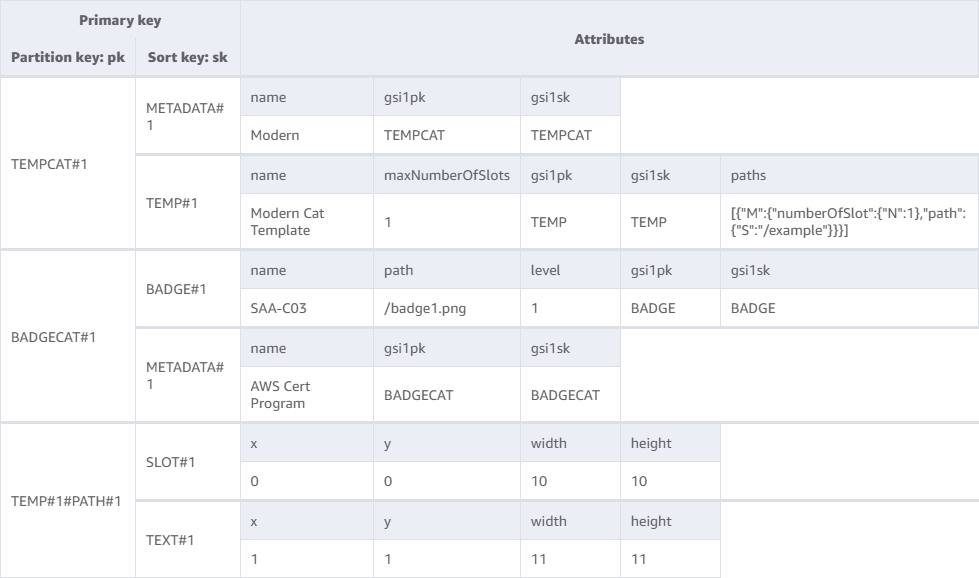 Primary key
Attributes
Partition key: pk
Sort key: sk
TEMPCAT#1
METADATA#
1
name
gsi1pk
gsi1sk
Modern
TEMPCAT
TEMPCAT
TEMP#1
name
maxNumberOfSlots
gsi1pk
gsi1sk
paths
Modern Cat
Template
1
TEMP
TEMP
[{"M":{"numberOfSlot":{"N":1},"path":
{"S":"/example"}}}]
BADGECAT#1
BADGE#1
name
path
level
gsi1pk
gsi1sk
SAA-C03
/badge1.png
1
BADGE
BADGE
METADATA#
1
name
gsi1pk
gsi1sk
AWS Cert
Program
BADGECAT
BADGECAT
TEMP#1#PATH#1
SLOT#1
x
y
width
height
0
0
10
10
TEXT#1
x
y
width
height
1
1
11
11